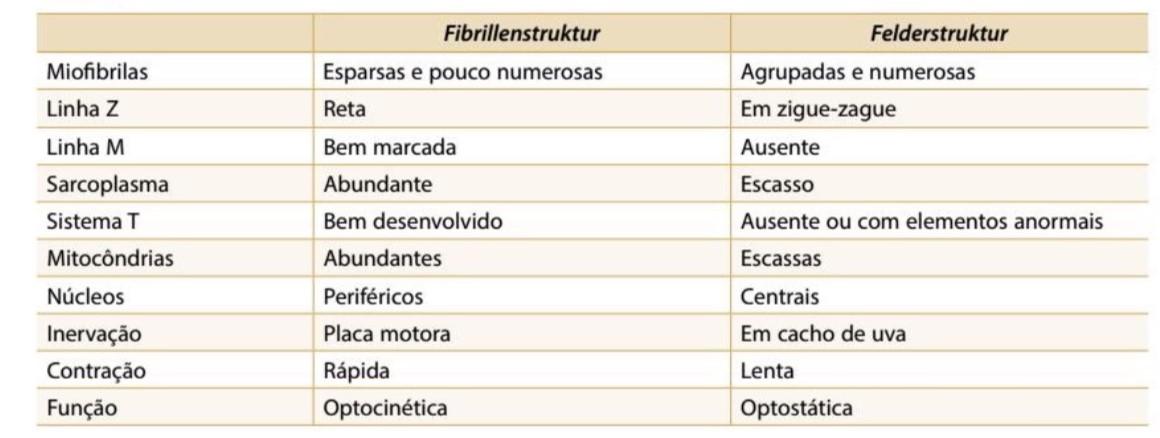 Fibrillenstruktur Felderstruktur
Miofibrilas Esparsas e pouco numerosas Agrupadas e numerosas
Linha Z Reta Em zigue-zague
Linha M Bem marcada Ausente
Sarcoplasma Abundante Escasso
Sistema T Bem desenvolvido Ausente ou com elementos anormais
Mitocôndrias Abundantes Escassas
Núcleos Periféricos Centrais
Inervação Placa motora Em cacho de uva
Contração Rápida Lenta
Função Optocinética Optostática